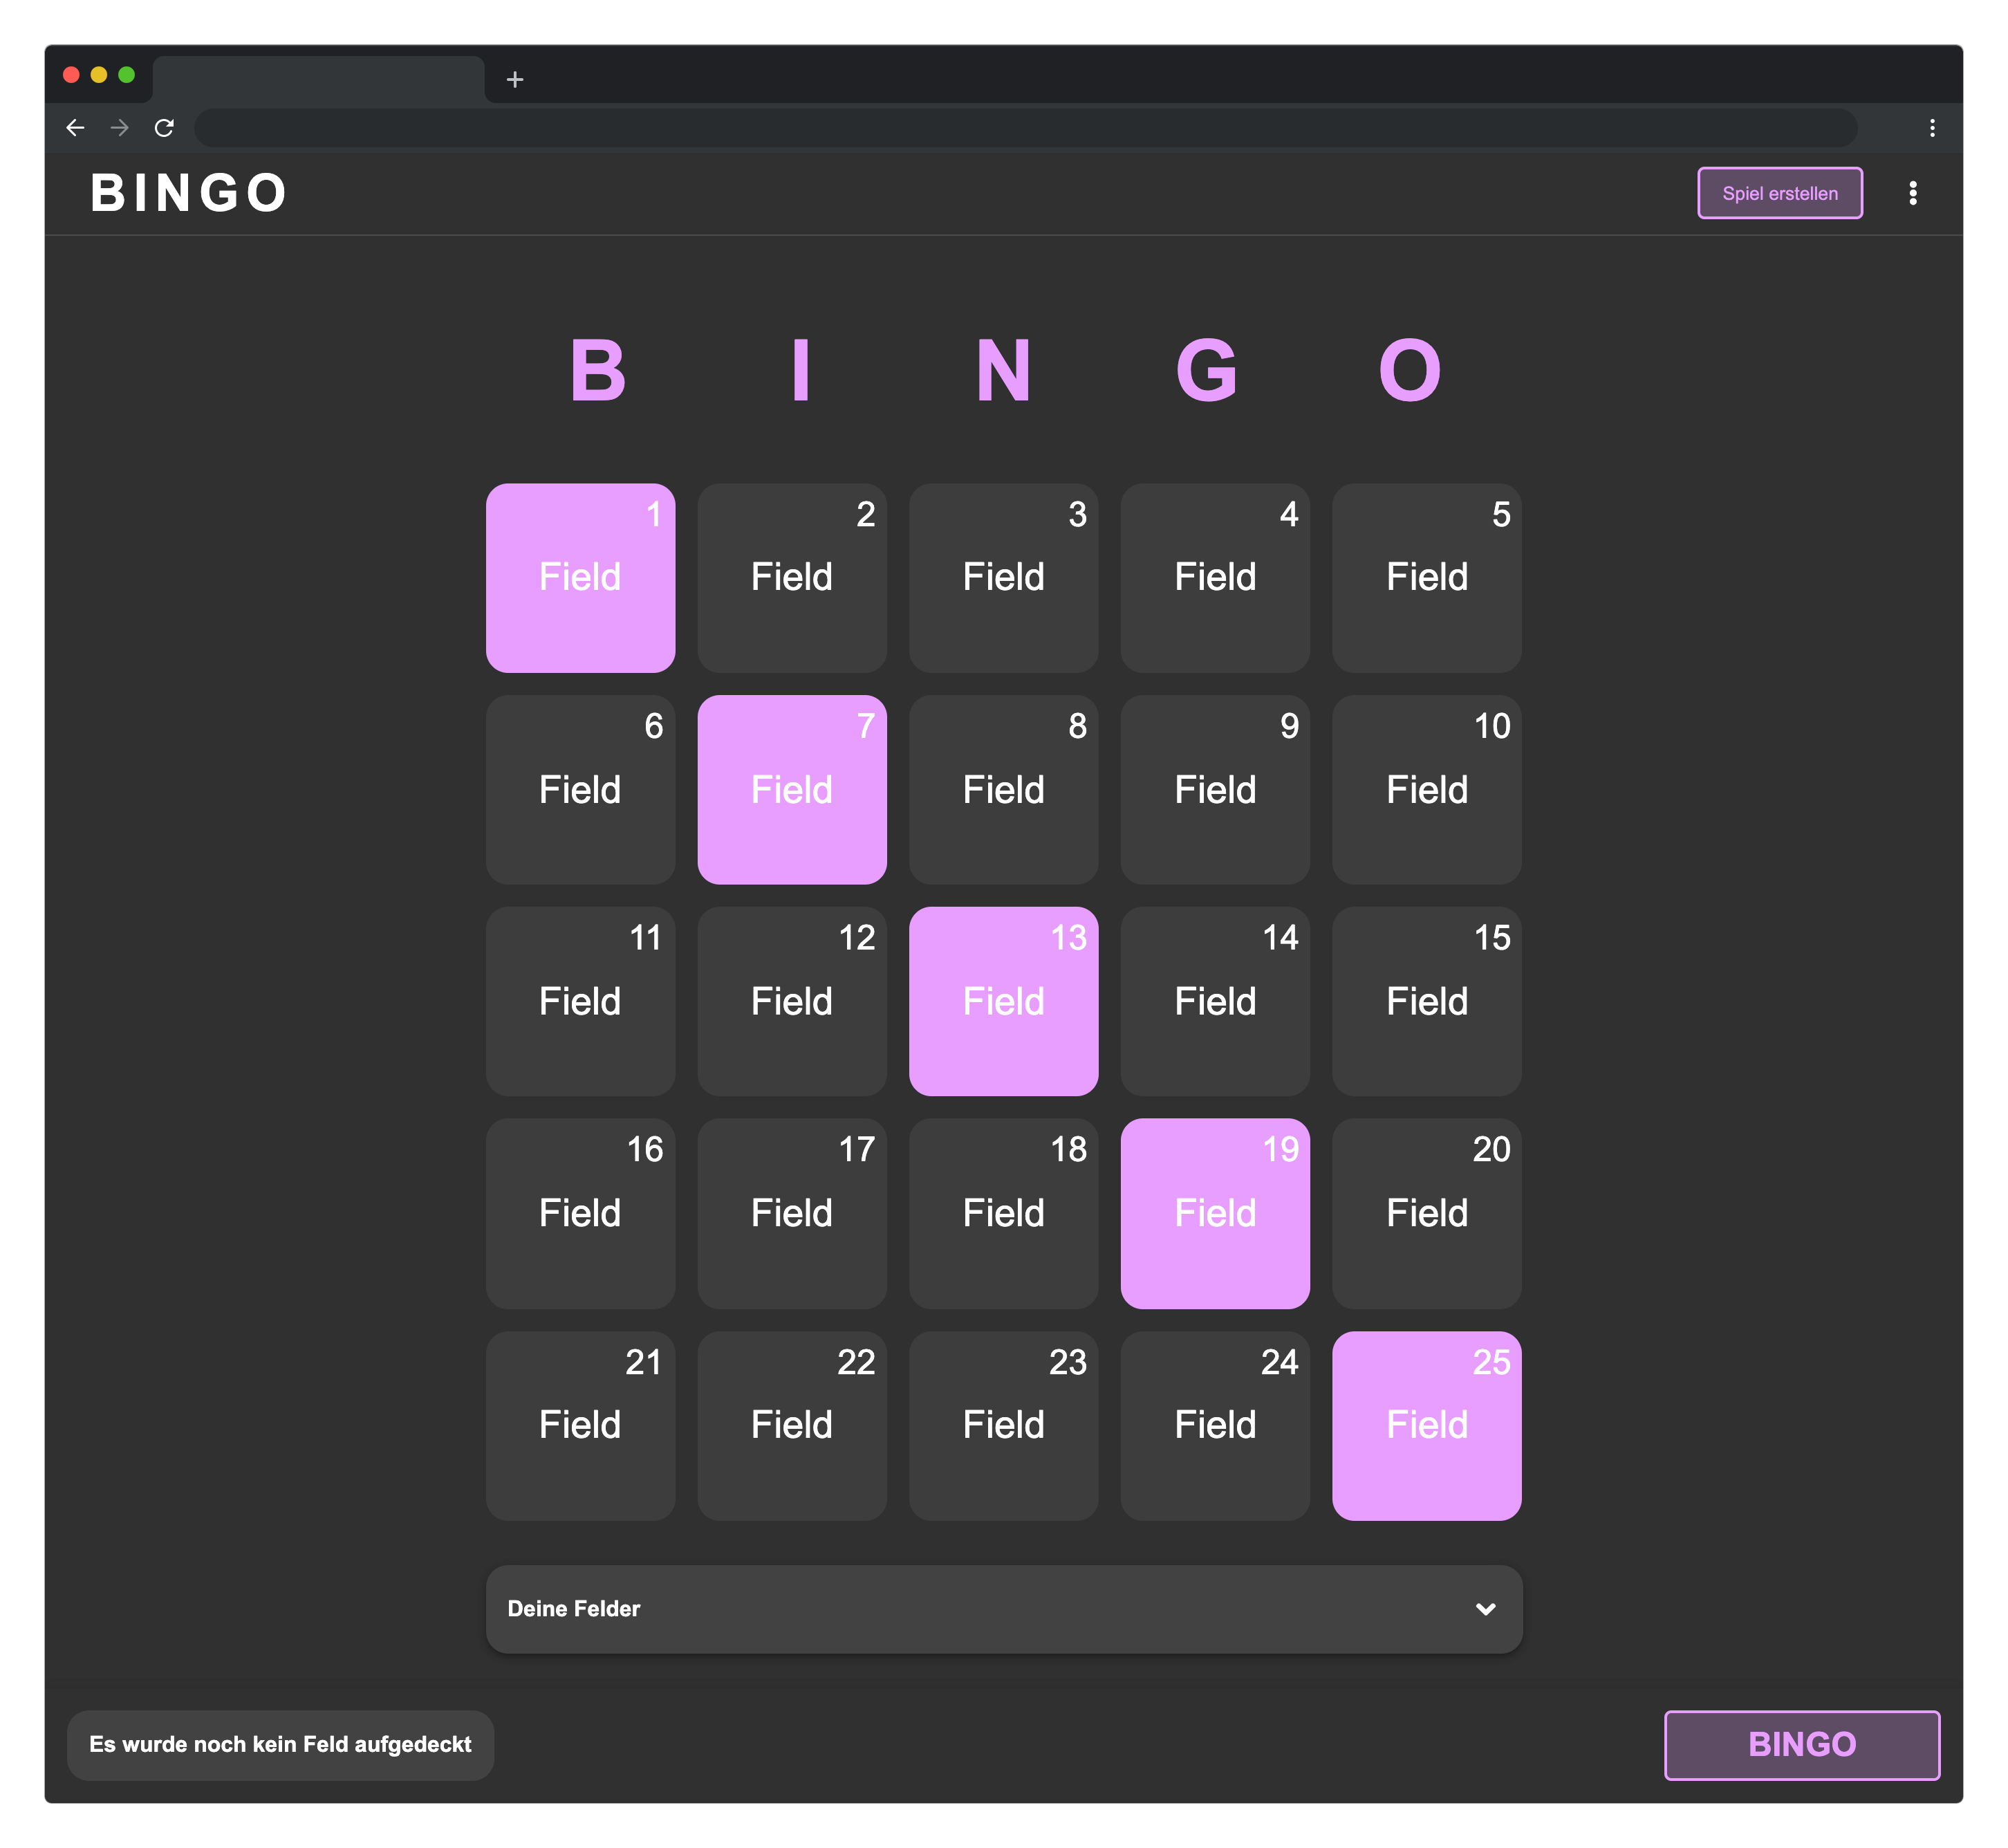 BINGO
Spiel erstellen
B I N G O
1 2 3 4 5
Field Field Field Field Field
6 7 8 9 10
Field Field Field Field Field
11 12 13 14 15
Field Field Field Field Field
16 17 18 19 20
Field Field Field Field Field
21 22 23 24 25
Field Field Field Field Field
Deine Felder
Es wurde noch kein Feld aufgedeckt
BINGO